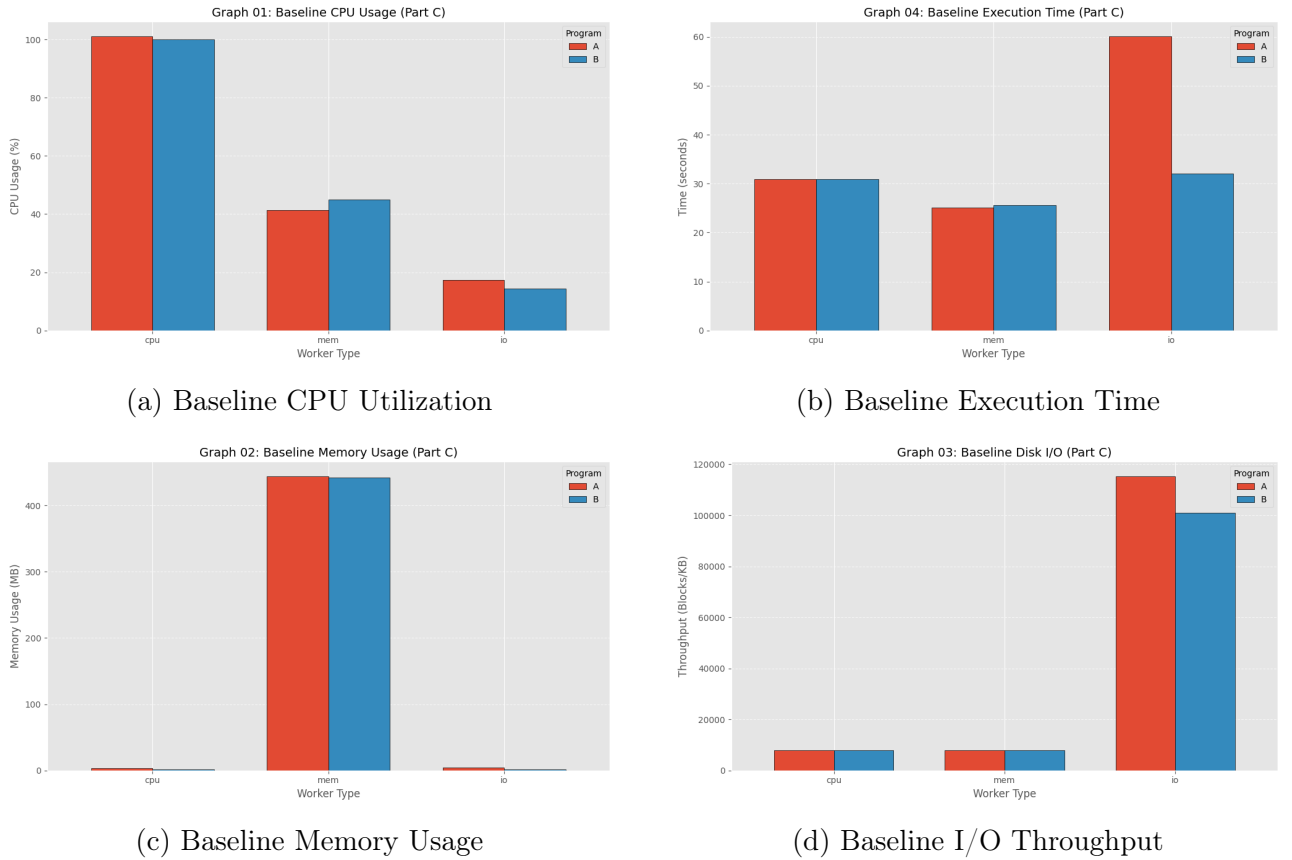 Graph 01: Baseline CPU Usage (Part C)
Program
A
B
CPU Usage (%)
100
80
60
40
20
0
cpu
mem
io
Worker Type
(a) Baseline CPU Utilization
Graph 04: Baseline Execution Time (Part C)
Program
A
B
Time (seconds)
60
50
40
30
20
10
0
cpu
mem
io
Worker Type
(b) Baseline Execution Time
Graph 02: Baseline Memory Usage (Part C)
Program
A
B
Memory Usage (MB)
400
300
200
100
0
cpu
mem
io
Worker Type
(c) Baseline Memory Usage
Graph 03: Baseline Disk I/O (Part C)
Program
A
B
Throughput (Blocks/KB)
120000
100000
80000
60000
40000
20000
0
cpu
mem
io
Worker Type
(d) Baseline I/O Throughput